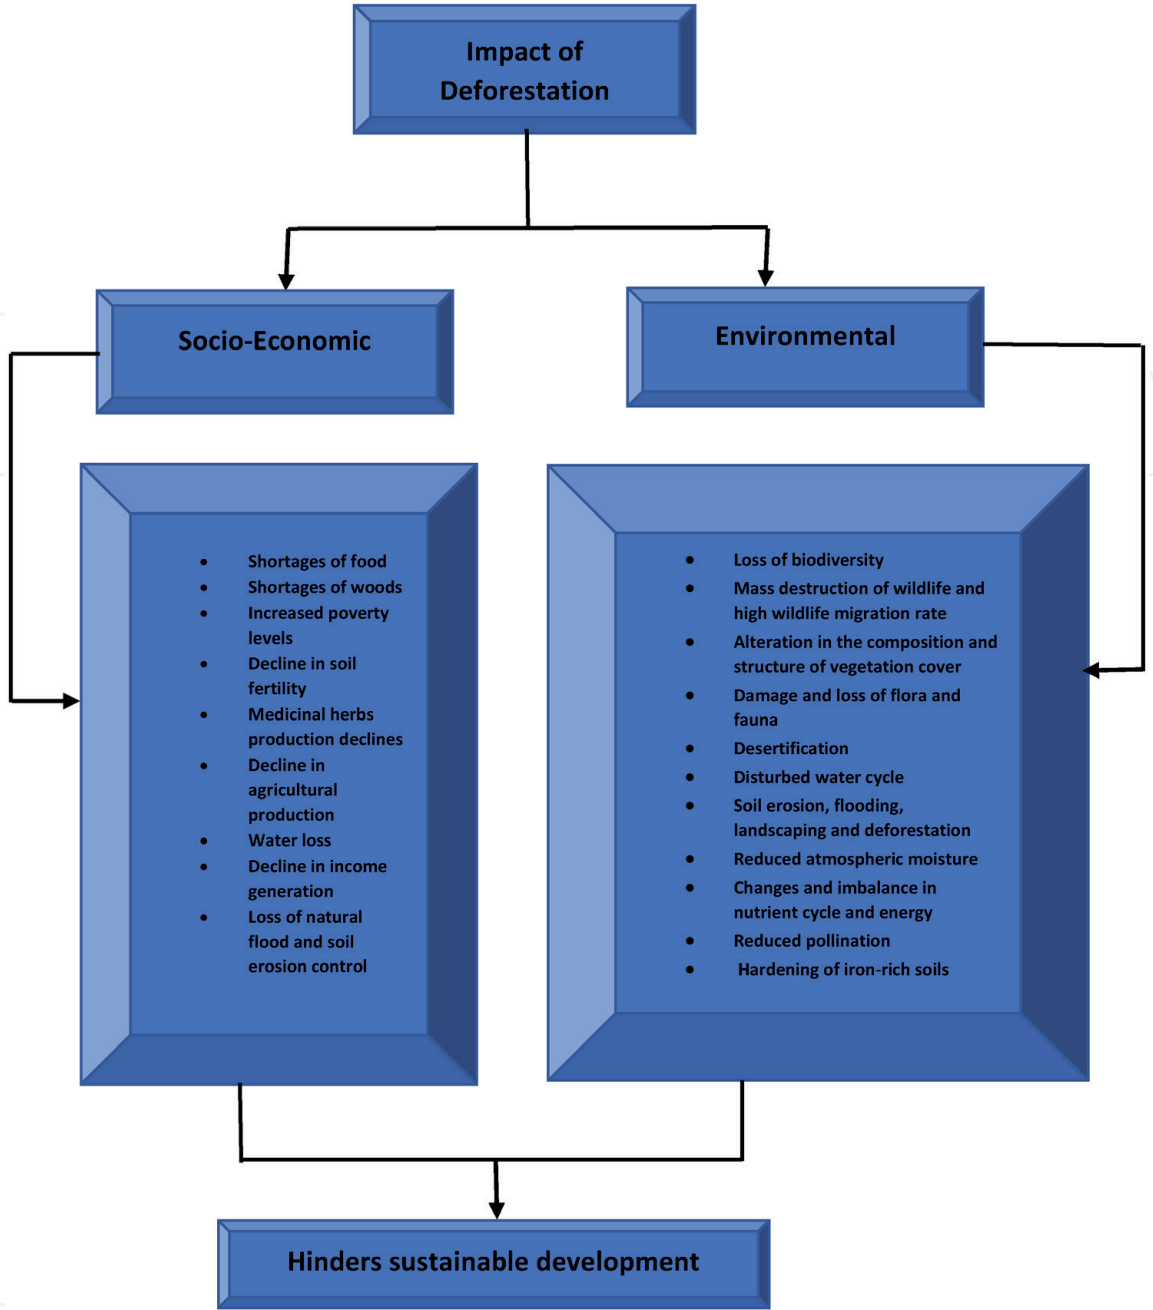 Impact of
Deforestation
Socio-Economic
Environmental
• Shortages of food
• Shortages of woods
• Increased poverty
levels
• Decline in soil
fertility
• Medicinal herbs
production declines
• Decline in
agricultural
production
• Water loss
• Decline in income
generation
• Loss of natural
flood and soil
erosion control
• Loss of biodiversity
• Mass destruction of wildlife and
high wildlife migration rate
• Alteration in the composition and
structure of vegetation cover
• Damage and loss of flora and
fauna
• Desertification
• Disturbed water cycle
• Soil erosion, flooding,
landscaping and deforestation
• Reduced atmospheric moisture
• Changes and imbalance in
nutrient cycle and energy
• Reduced pollination
• Hardening of iron-rich soils
Hinders sustainable development